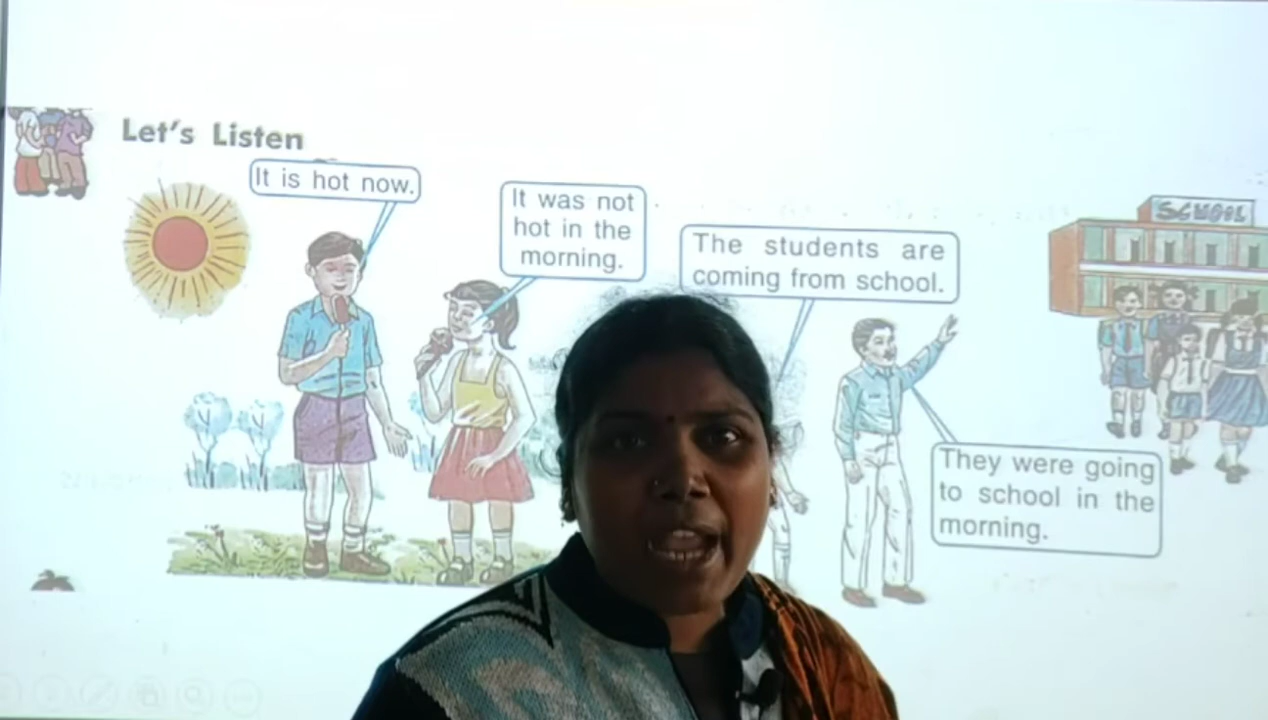 Let's Listen
It is hot now.
It was not
hot in the
morning.
The students are
coming from school.
SCHOOL
They were going
to school in the
morning.